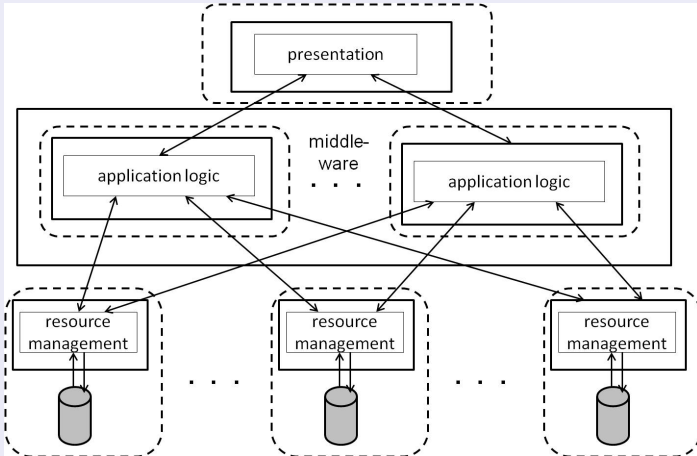 presentation
middle-
ware
. . .
application logic
application logic
resource
management
resource
management
resource
management
. . .
. . .